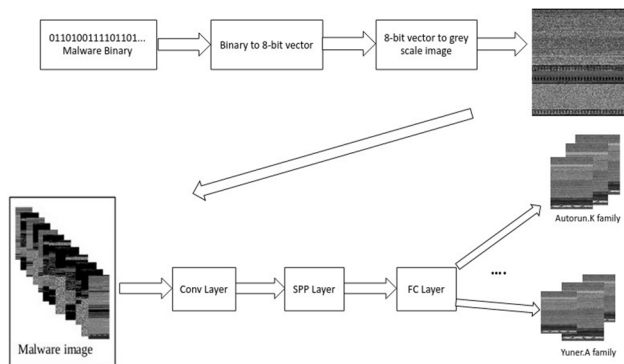 0110100111101101...
Malware Binary
Binary to 8-bit vector
8-bit vector to grey
scale image
Autorun.K family
Malware image
Conv Layer
SPP Layer
FC Layer
....
Yuner.A family